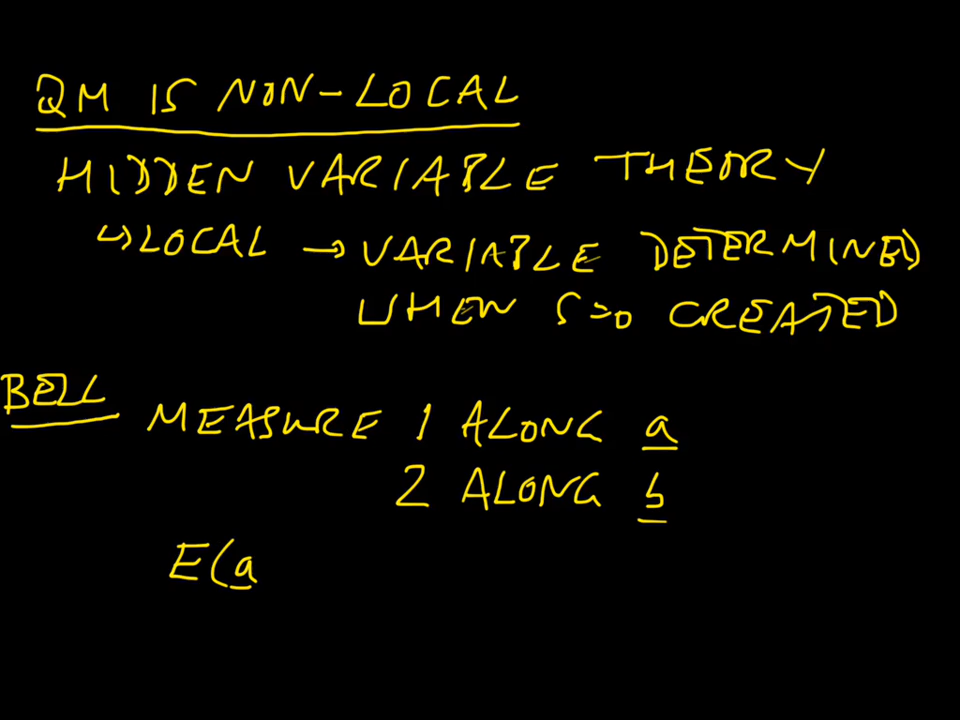 QM IS NON-LOCAL
HIDDEN VARIABLE THEORY
↳ LOCAL → VARIABLE DETERMINED
WHEN S=0 CREATED
BELL MEASURE 1 ALONG a
2 ALONG b
E(a